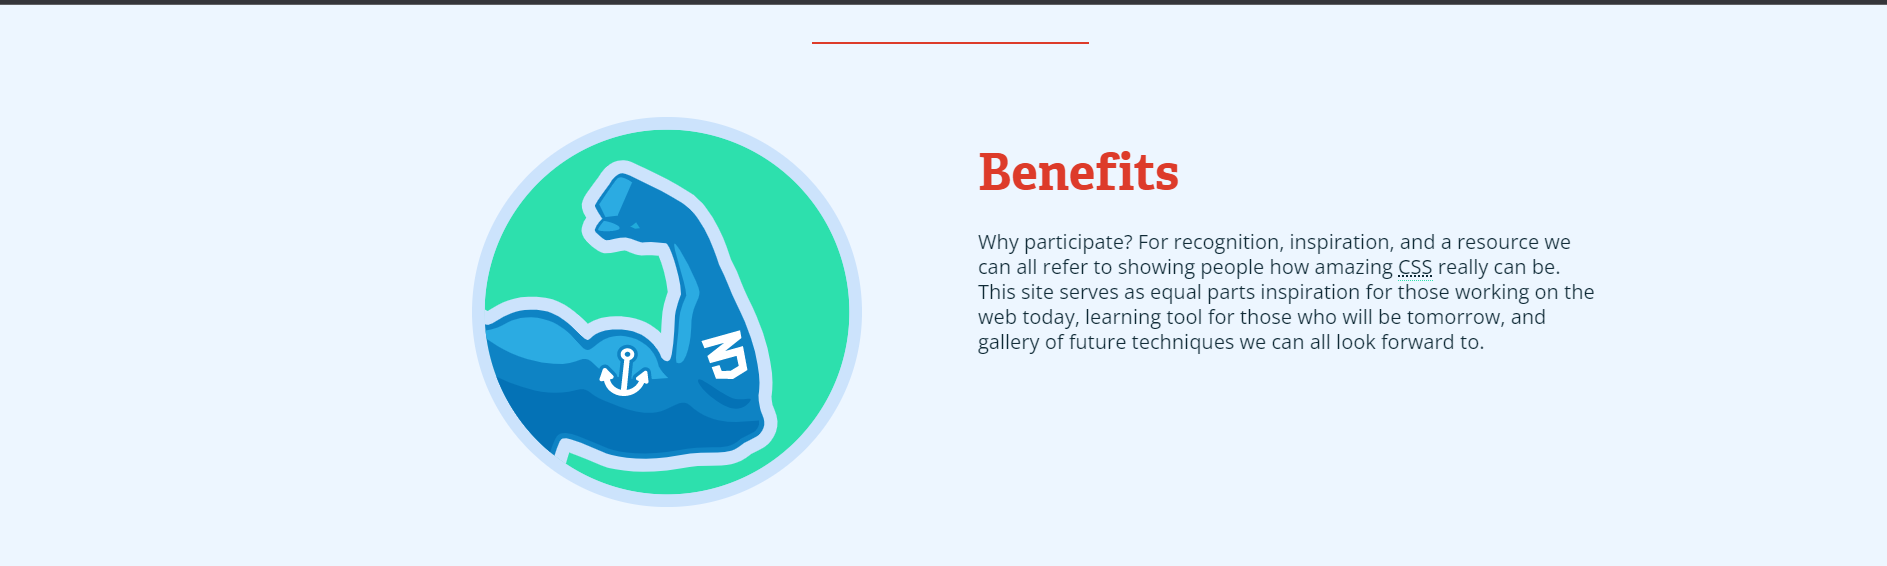 Benefits
Why participate? For recognition, inspiration, and a resource we
can all refer to showing people how amazing CSS really can be.
This site serves as equal parts inspiration for those working on the
web today, learning tool for those who will be tomorrow, and
gallery of future techniques we can all look forward to.